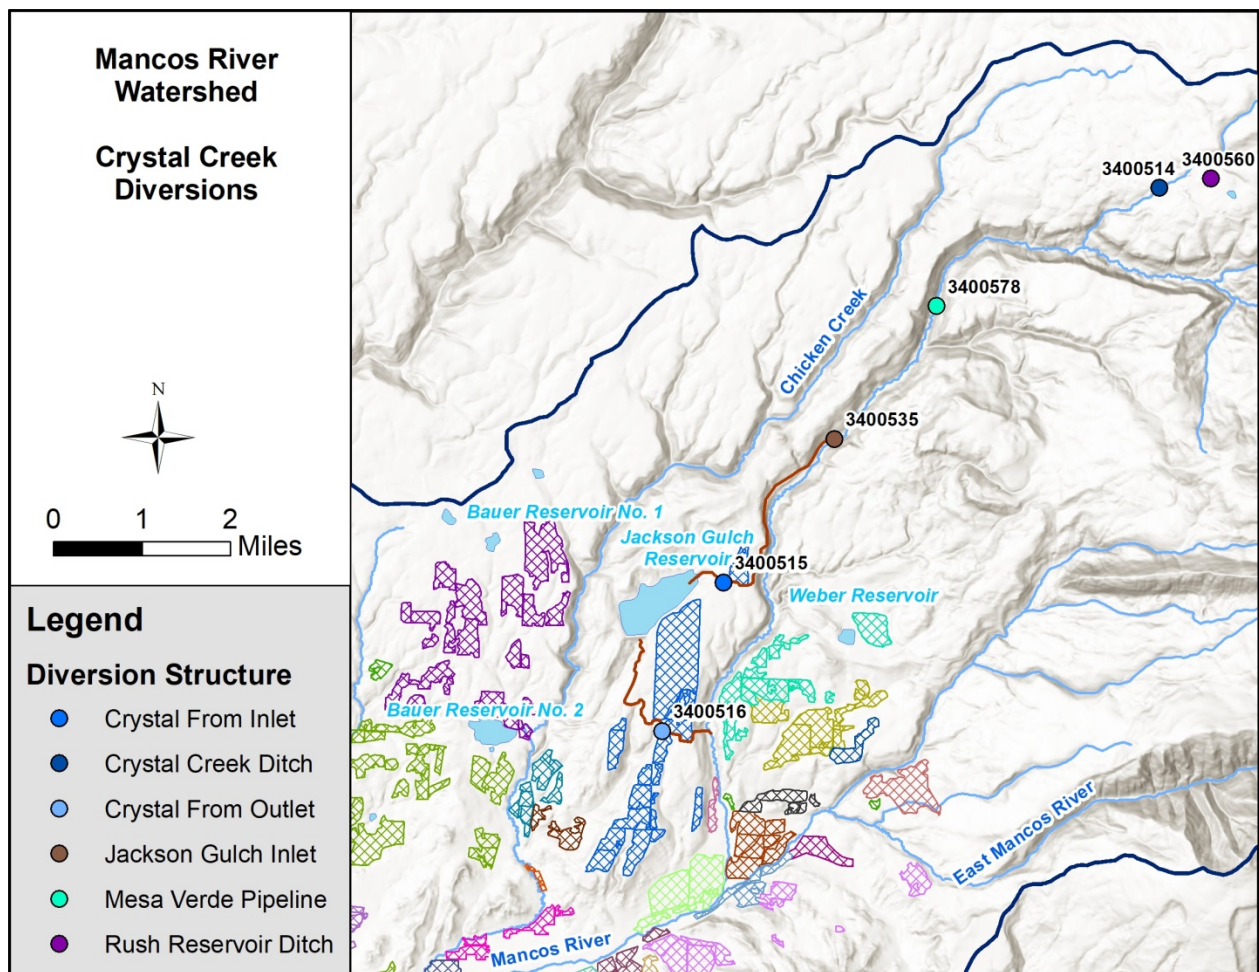 Mancos River
Watershed
Crystal Creek
Diversions
N
0 1 2
Miles
Legend
Diversion Structure
Crystal From Inlet
Crystal Creek Ditch
Crystal From Outlet
Jackson Gulch Inlet
Mesa Verde Pipeline
Rush Reservoir Ditch
3400560
3400514
3400578
Chicken Creek
3400535
Bauer Reservoir No. 1
Jackson Gulch
Reservoir
3400515
Weber Reservoir
Bauer Reservoir No. 2
3400516
East Mancos River
Mancos River